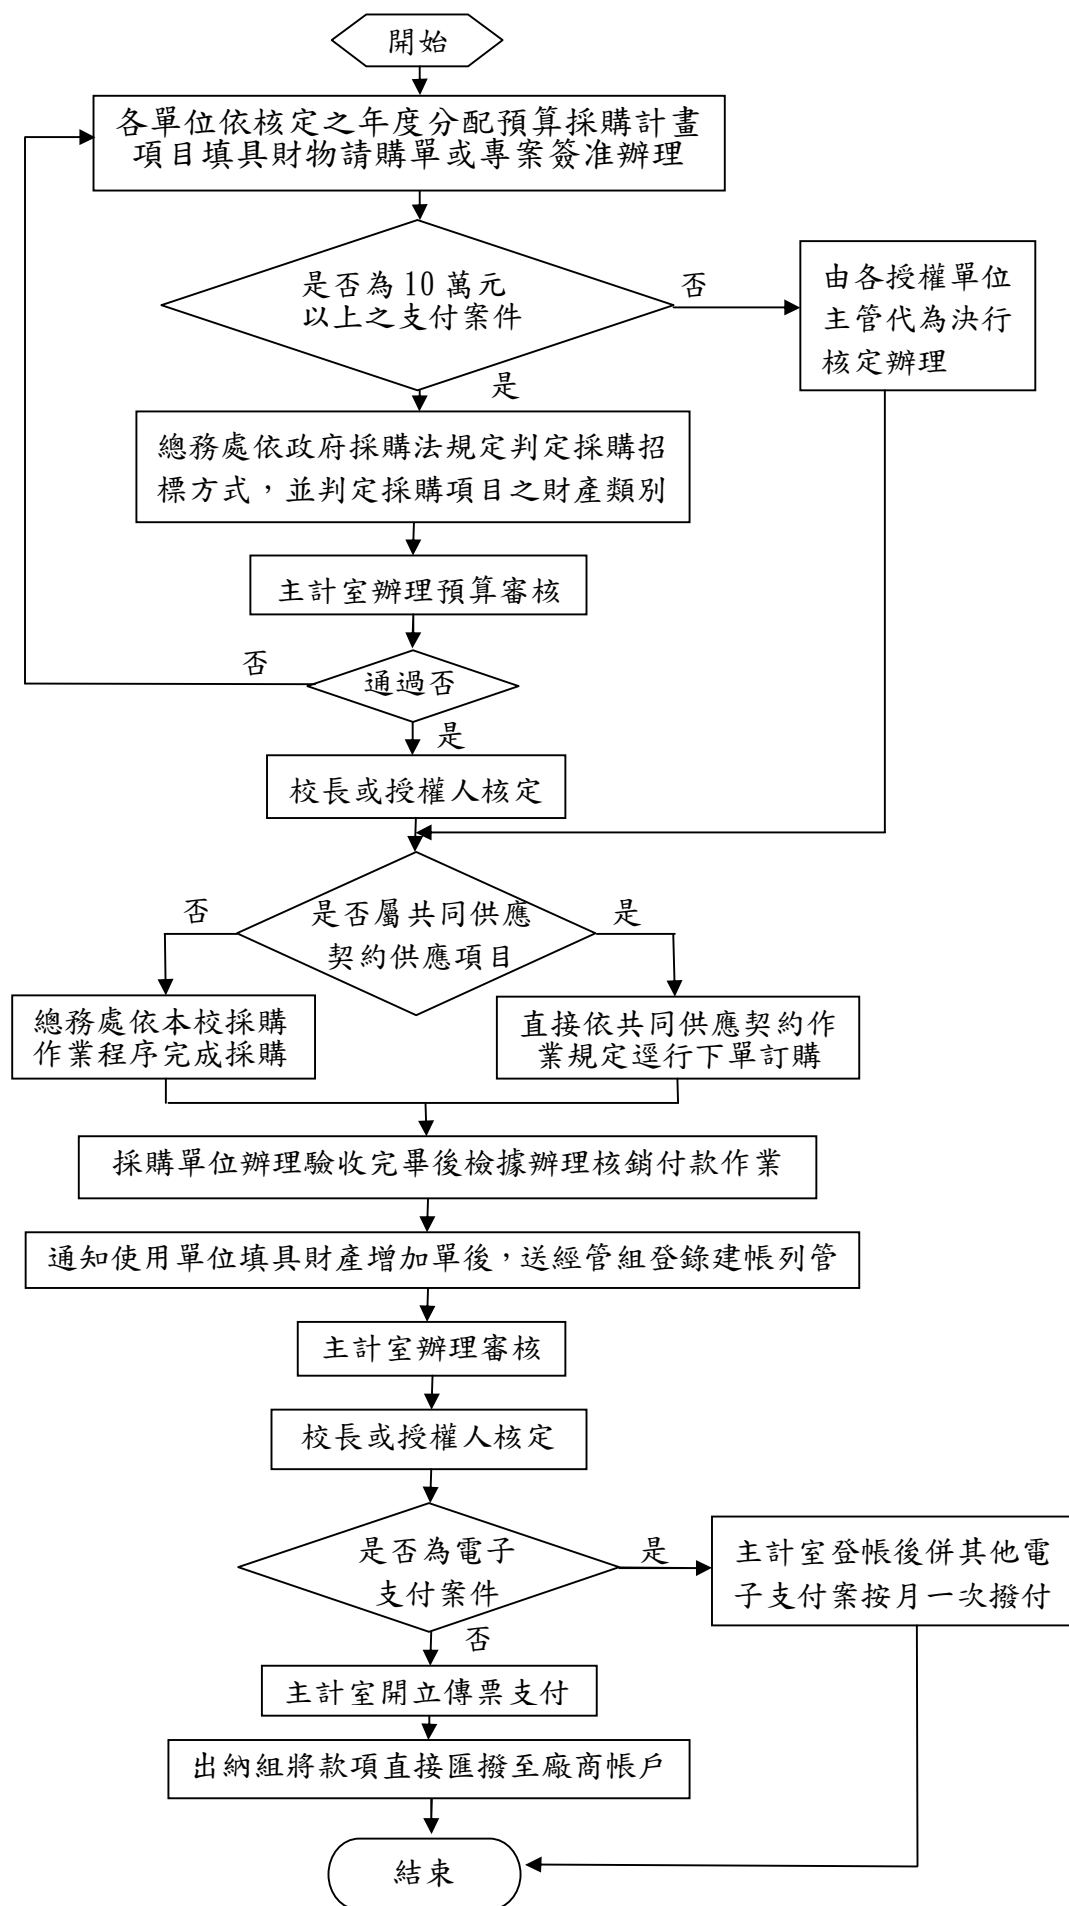 開始
各單位依核定之年度分配預算採購計畫
項目填具財物請購單或專案簽准辦理
是否為10萬元
以上之支付案件
否
由各授權單位
主管代為決行
核定辦理
是
總務處依政府採購法規定判定採購招
標方式，並判定採購項目之財產類別
主計室辦理預算審核
否
通過否
是
校長或授權人核定
否
是否屬共同供應
契約供應項目
是
總務處依本校採購
作業程序完成採購
直接依共同供應契約作
業規定逕行下單訂購
採購單位辦理驗收完畢後檢據辦理核銷付款作業
通知使用單位填具財產增加單後，送經管組登錄建帳列管
主計室辦理審核
校長或授權人核定
是否為電子
支付案件
是
主計室登帳後併其他電
子支付案按月一次撥付
否
主計室開立傳票支付
出納組將款項直接匯撥至廠商帳戶
結束